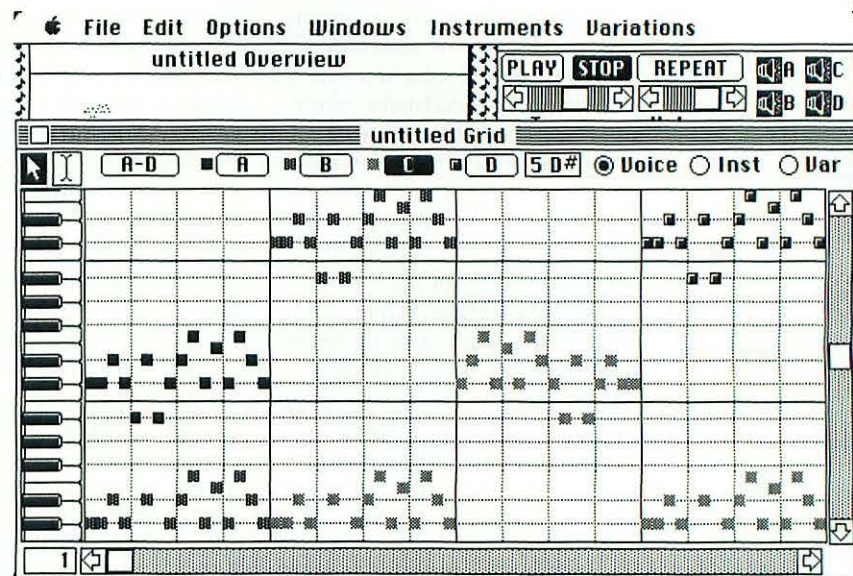 File Edit Options Windows Instruments Variations
untitled Overview
PLAY STOP REPEAT A C
B D
untitled Grid
A-D A B C D 5 D# Voice Inst Var
1